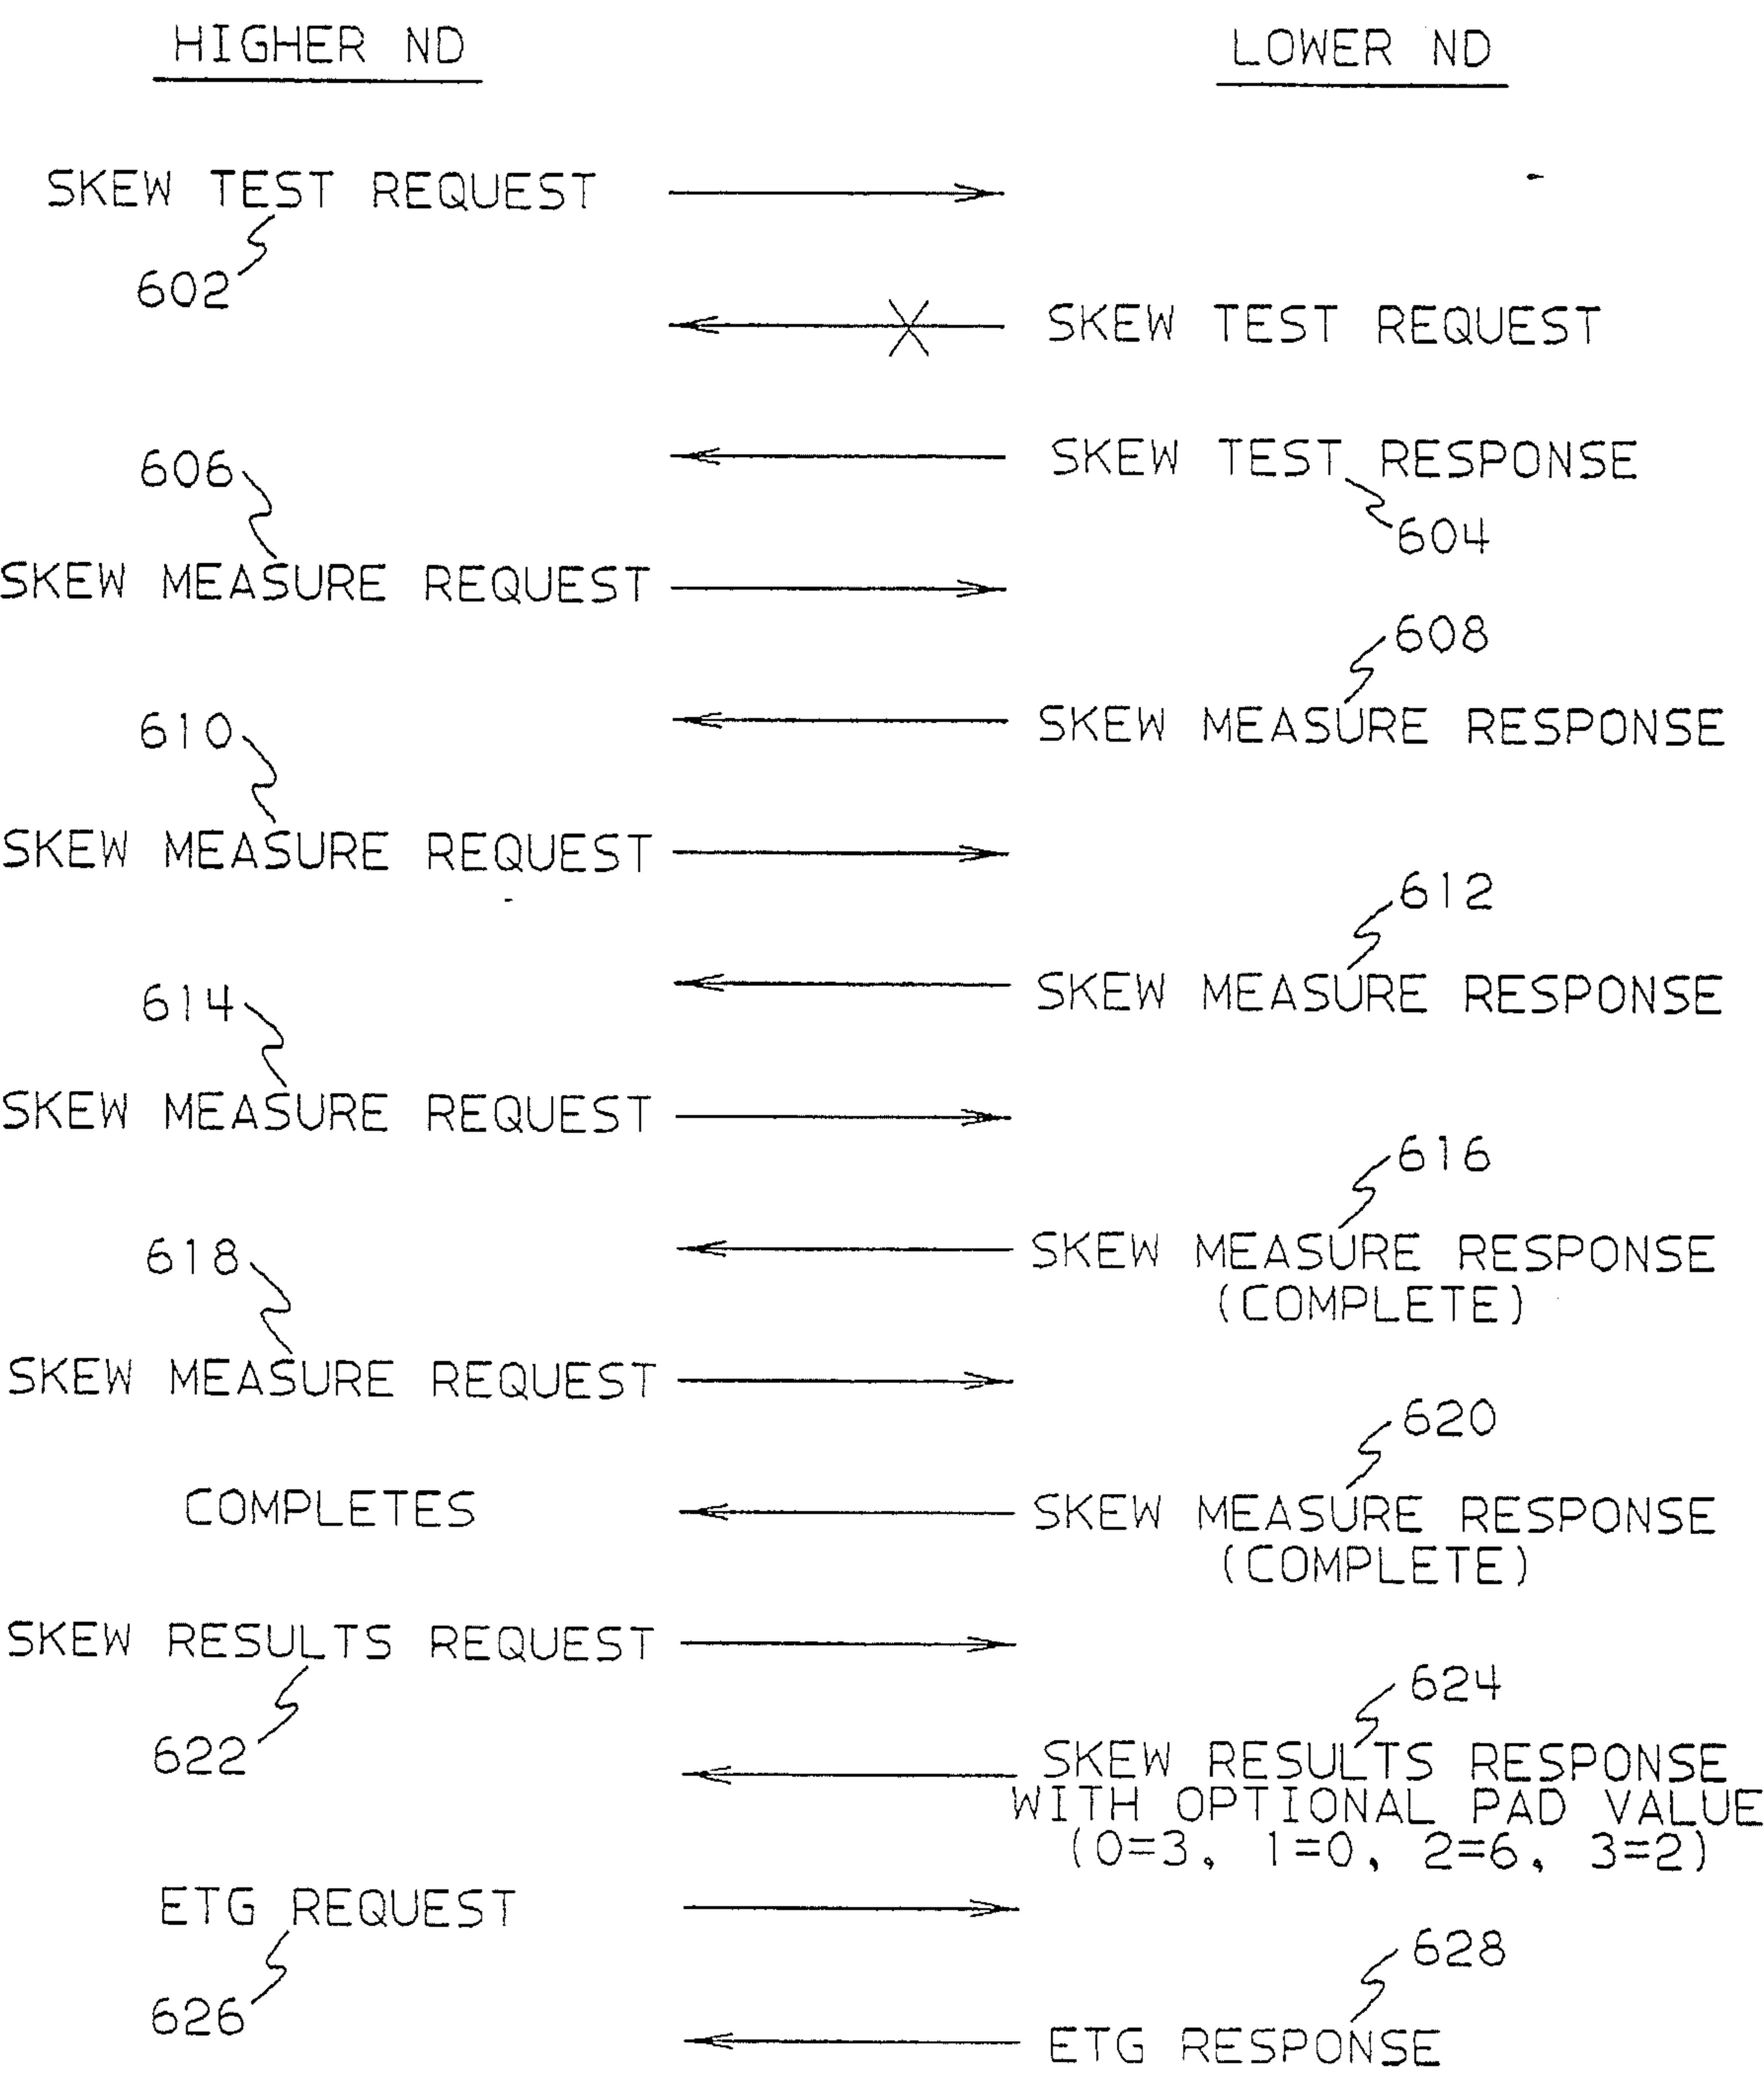 HIGHER ND
LOWER ND
SKEW TEST REQUEST
602
SKEW TEST REQUEST
SKEW TEST RESPONSE
606
604
SKEW MEASURE REQUEST
608
SKEW MEASURE RESPONSE
610
SKEW MEASURE REQUEST
612
SKEW MEASURE RESPONSE
614
SKEW MEASURE REQUEST
616
SKEW MEASURE RESPONSE
(COMPLETE)
618
SKEW MEASURE REQUEST
620
COMPLETES
SKEW MEASURE RESPONSE
(COMPLETE)
SKEW RESULTS REQUEST
624
622
SKEW RESULTS RESPONSE
WITH OPTIONAL PAD VALUE
(0=3, 1=0, 2=6, 3=2)
ETG REQUEST
628
626
ETG RESPONSE